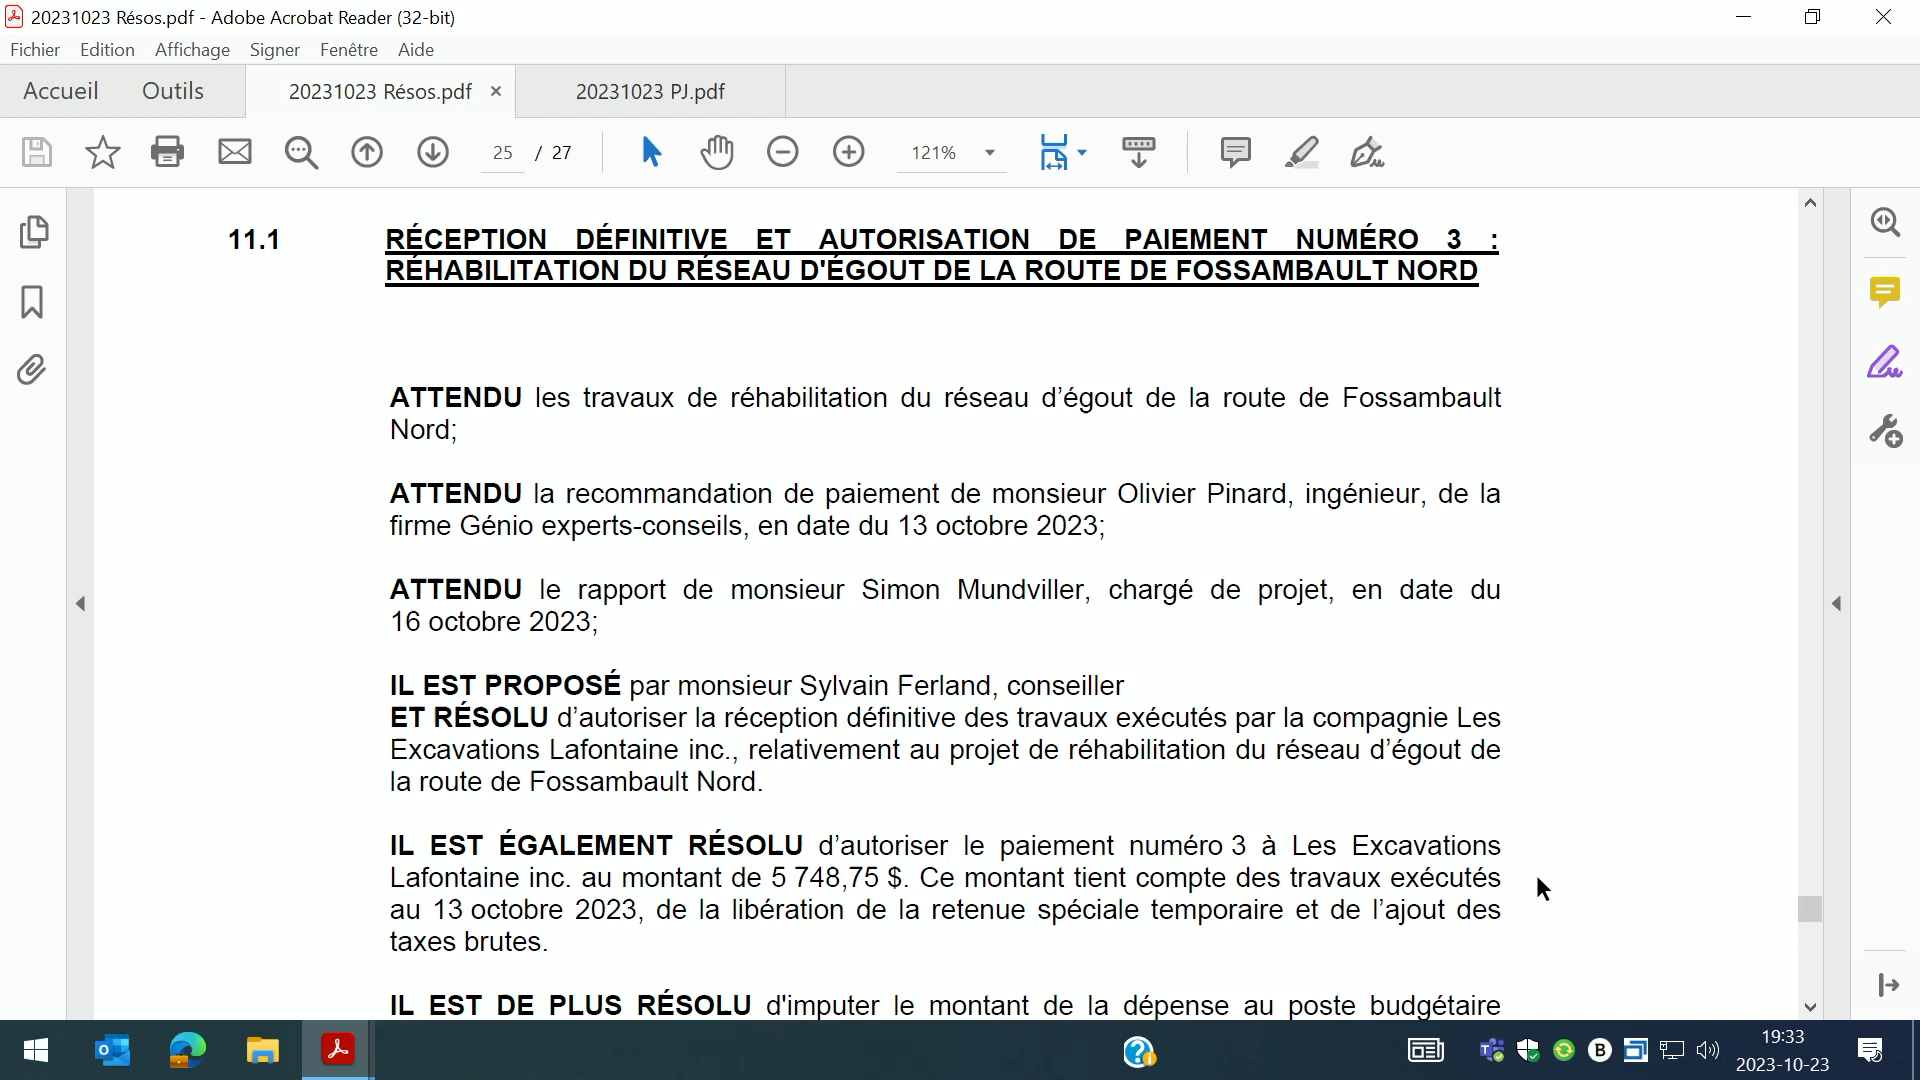 20231023 Résos.pdf - Adobe Acrobat Reader (32-bit)
Fichier Edition Affichage Signer Fenêtre Aide
Accueil Outils 20231023 Résos.pdf × 20231023 PJ.pdf
25 / 27 121%
11.1 RÉCEPTION DÉFINITIVE ET AUTORISATION DE PAIEMENT NUMÉRO 3 :
RÉHABILITATION DU RÉSEAU D'ÉGOUT DE LA ROUTE DE FOSSAMBAULT NORD
ATTENDU les travaux de réhabilitation du réseau d’égout de la route de Fossambault
Nord;
ATTENDU la recommandation de paiement de monsieur Olivier Pinard, ingénieur, de la
firme Génio experts-conseils, en date du 13 octobre 2023;
ATTENDU le rapport de monsieur Simon Mundviller, chargé de projet, en date du
16 octobre 2023;
IL EST PROPOSÉ par monsieur Sylvain Ferland, conseiller
ET RÉSOLU d’autoriser la réception définitive des travaux exécutés par la compagnie Les
Excavations Lafontaine inc., relativement au projet de réhabilitation du réseau d’égout de
la route de Fossambault Nord.
IL EST ÉGALEMENT RÉSOLU d’autoriser le paiement numéro 3 à Les Excavations
Lafontaine inc. au montant de 5 748,75 $. Ce montant tient compte des travaux exécutés
au 13 octobre 2023, de la libération de la retenue spéciale temporaire et de l’ajout des
taxes brutes.
IL EST DE PLUS RÉSOLU d'imputer le montant de la dépense au poste budgétaire
19:33
2023-10-23